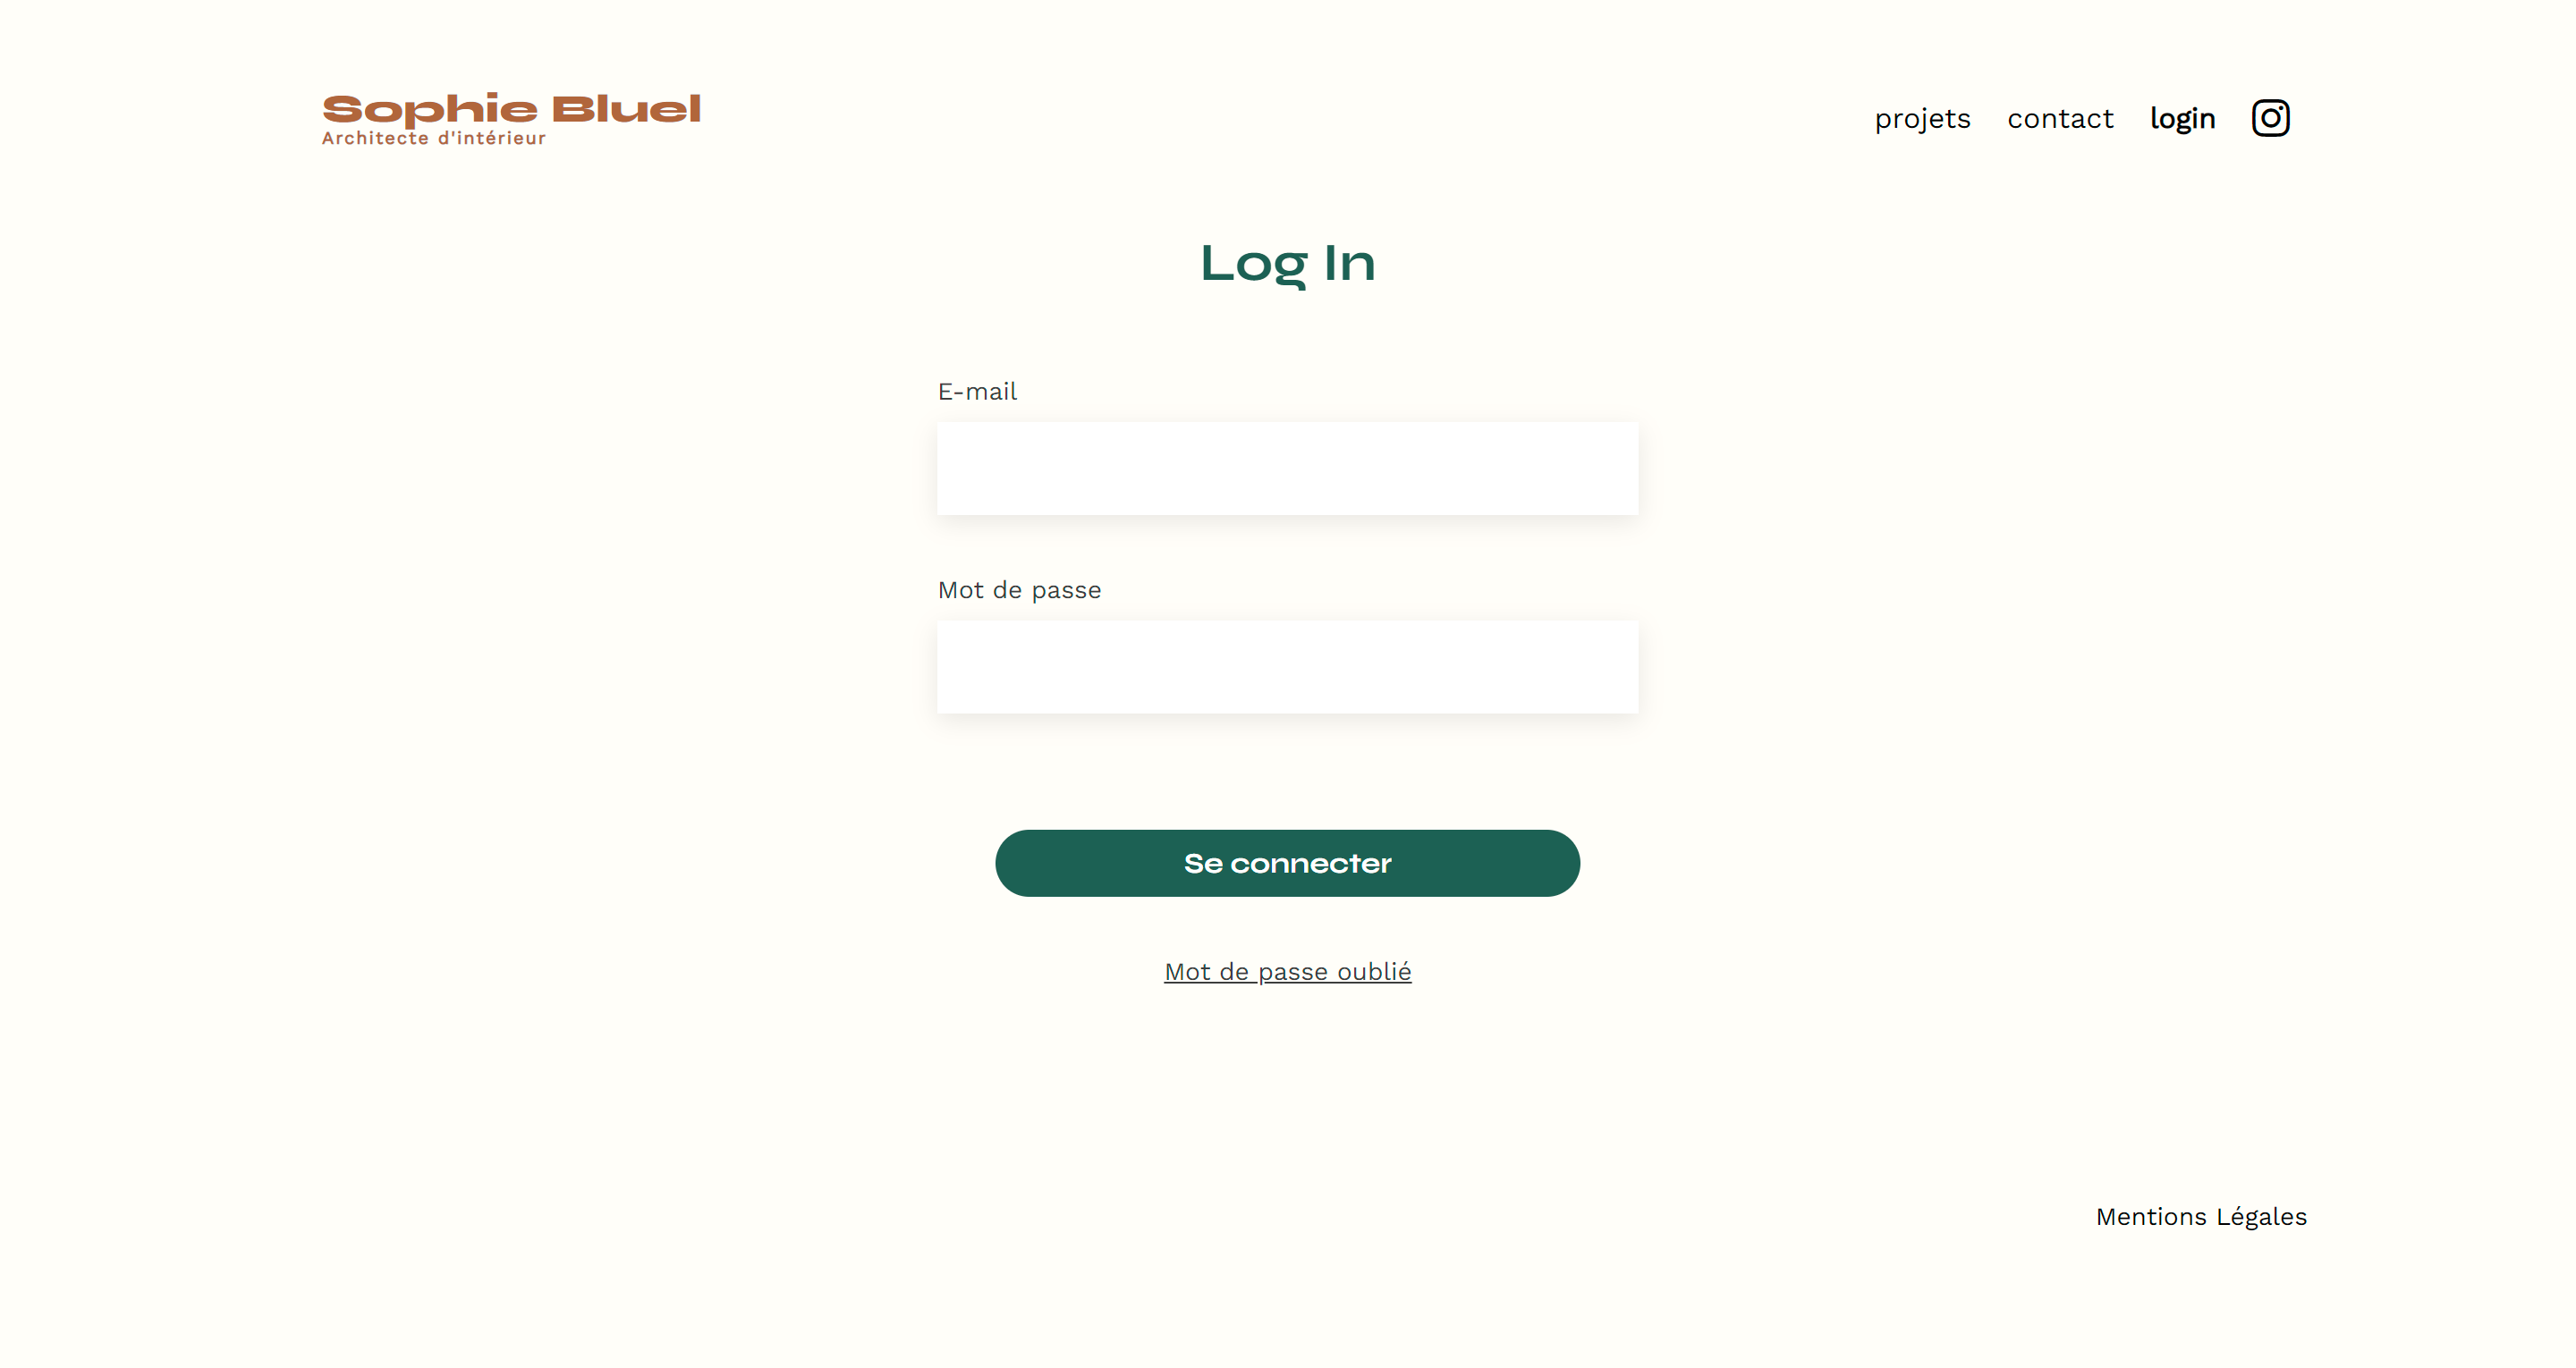 Sophie Bluel
Architecte d'intérieur
projets contact login
Log In
E-mail
Mot de passe
Se connecter
Mot de passe oublié
Mentions Légales